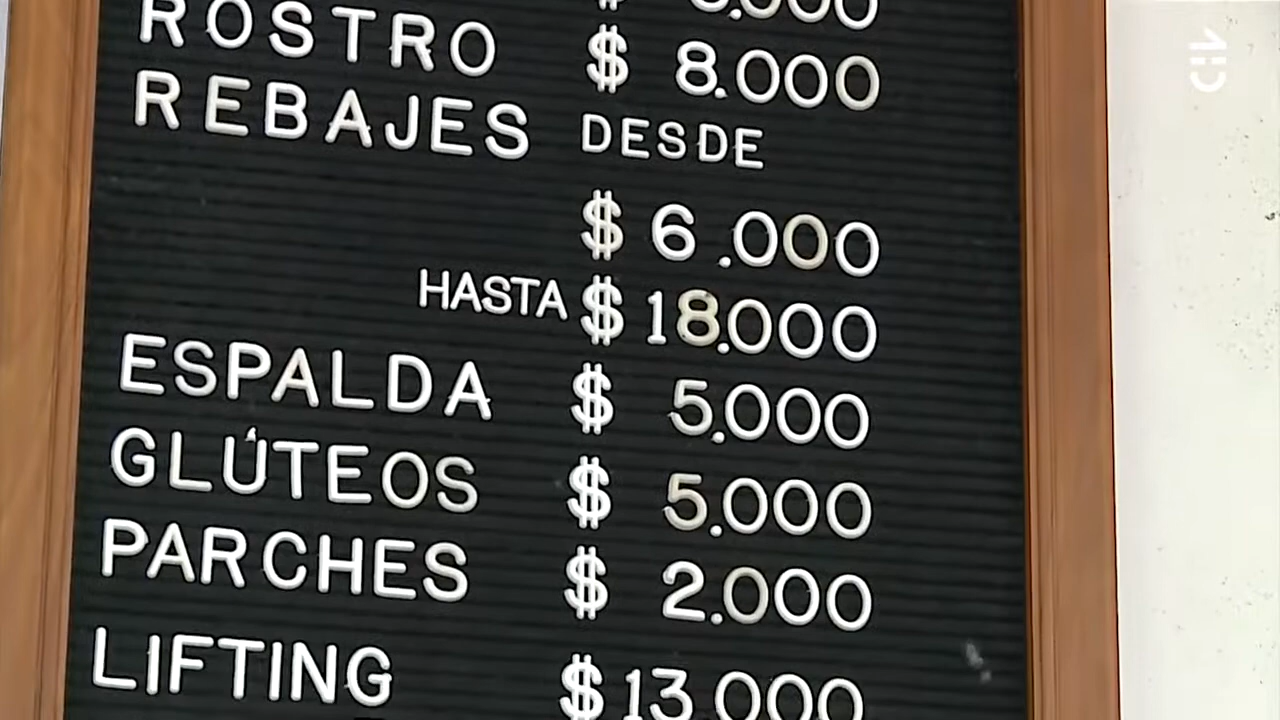 ROSTRO $ 8.000
REBAJES DESDE
$ 6.000
HASTA $ 18.000
ESPALDA $ 5.000
GLÚTEOS $ 5.000
PARCHES $ 2.000
LIFTING $ 13.000
CHV